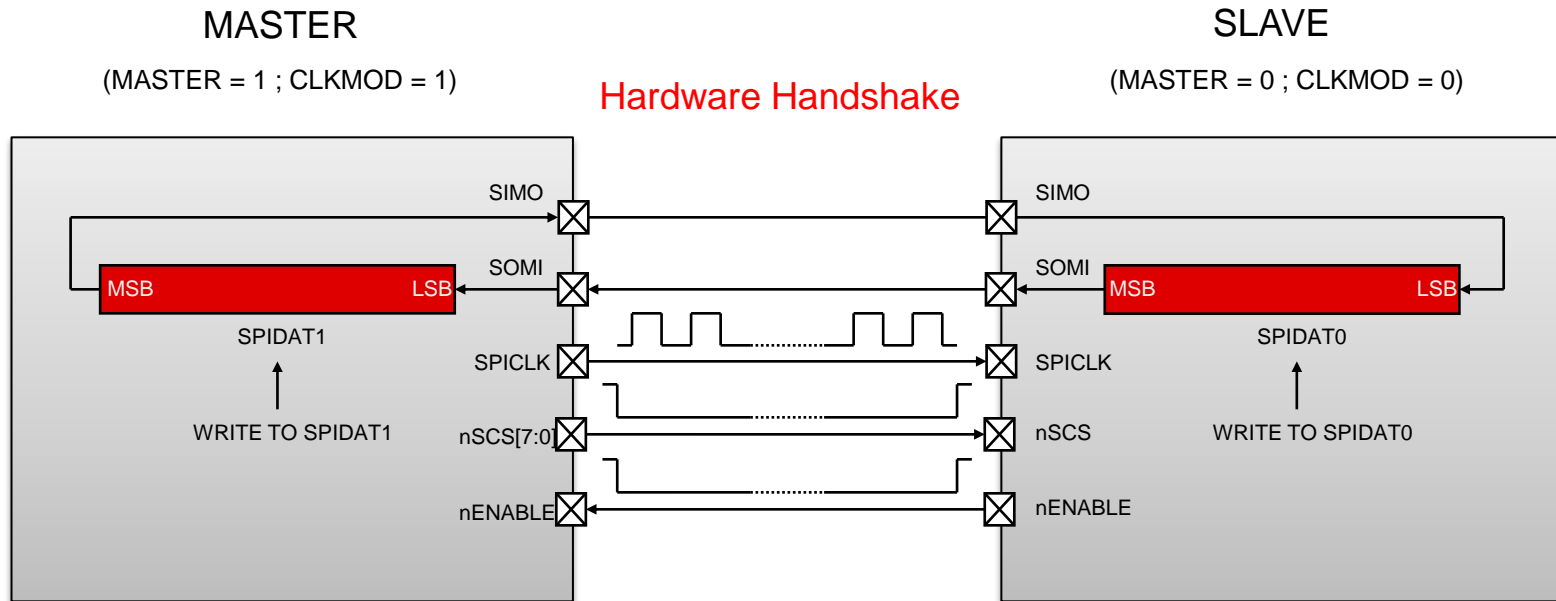 MASTER
(MASTER = 1 ; CLKMOD = 1)
Hardware Handshake
SLAVE
(MASTER = 0 ; CLKMOD = 0)
SIMO
SIMO
SOMI
SOMI
MSB
LSB
MSB
LSB
SPIDAT1
SPIDAT0
SPICLK
SPICLK
WRITE TO SPIDAT1
nSCS[7:0]
nSCS
WRITE TO SPIDAT0
nENABLE
nENABLE